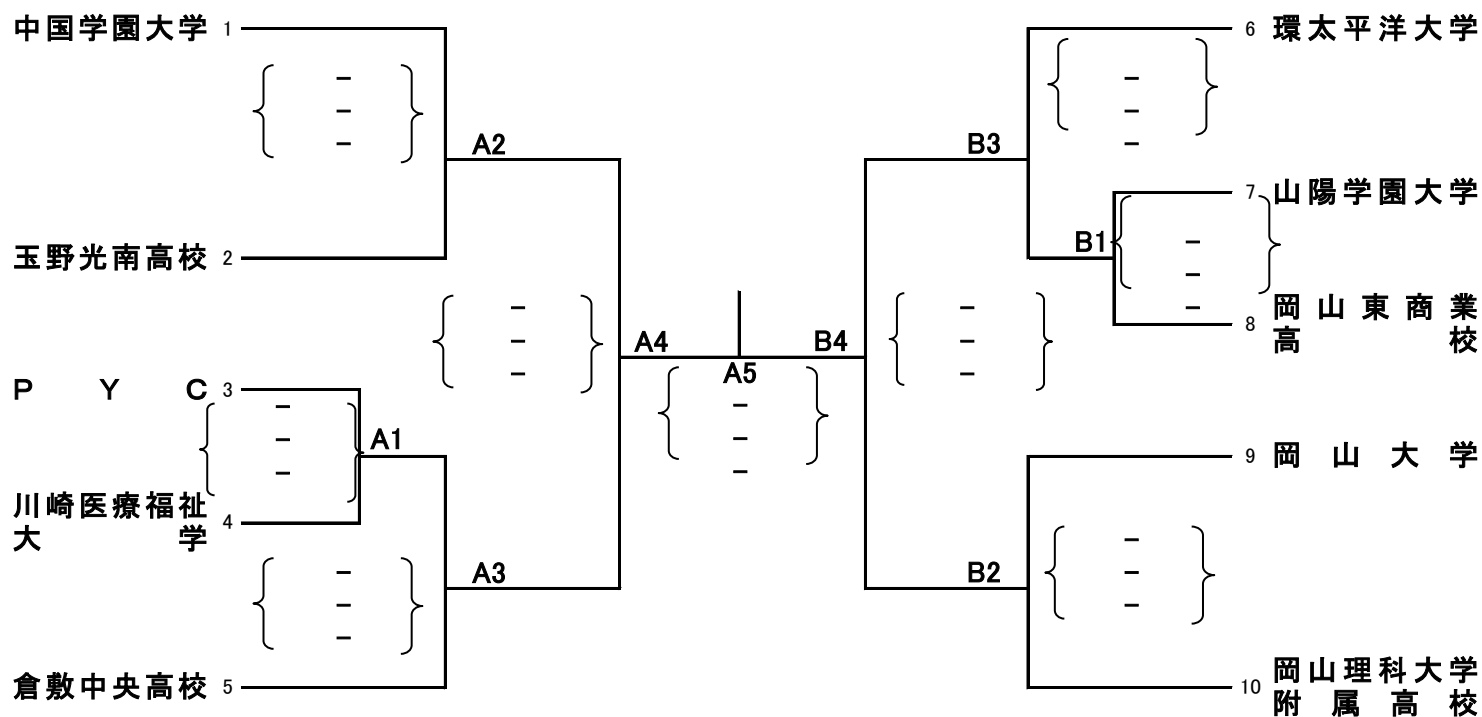 中国学園大学 1
6 環太平洋大学
－
－
－
－
－
－
A2
B3
7 山陽学園大学
玉野光南高校 2
B1
－
－
－
8 岡山東商業
高校
－
－
－
－
－
－
A4
B4
A5
－
－
－
PYC 3
－
－
－
A1
川崎医療福祉
大学 4
9 岡山大学
－
－
－
A3
B2
－
－
－
倉敷中央高校 5
10 岡山理科大学
附属高校